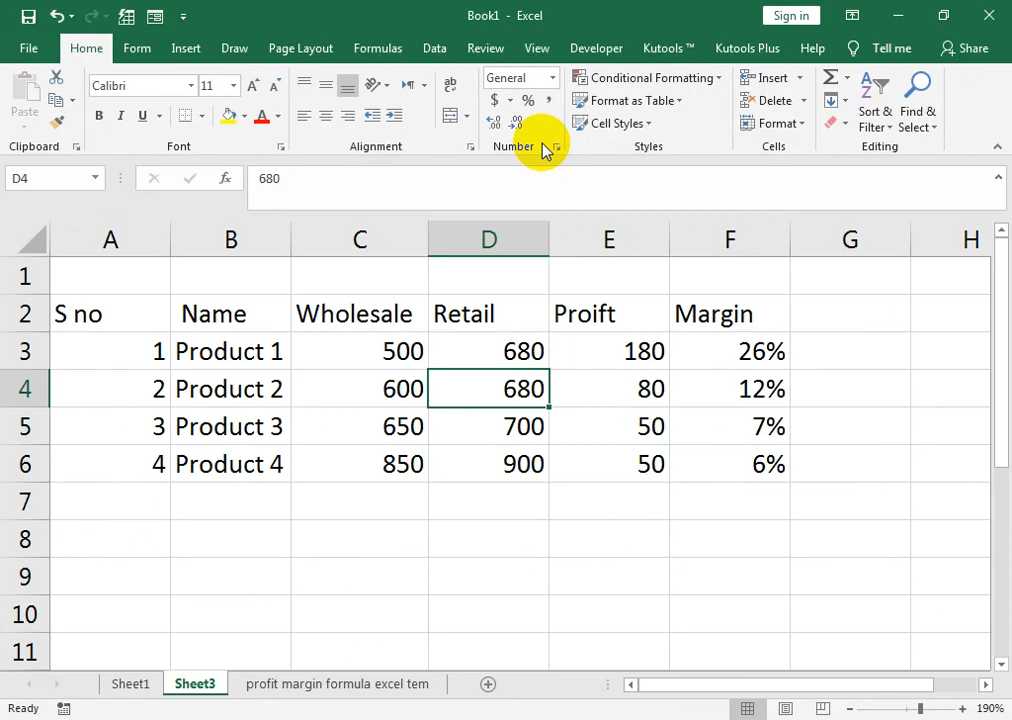 Book1 - Excel
Sign in
File Home Form Insert Draw Page Layout Formulas Data Review View Developer Kutools ™ Kutools Plus Help Tell me Share
Paste
Calibri 11
B I U A
General
$ % ,
Conditional Formatting
Format as Table
Cell Styles
Insert
Delete
Format
Sort & Filter
Find & Select
Clipboard Font Alignment Number Styles Cells Editing
D4 fx 680
A B C D E F G H
1
2 S no Name Wholesale Retail Proift Margin
3 1 Product 1 500 680 180 26%
4 2 Product 2 600 680 80 12%
5 3 Product 3 650 700 50 7%
6 4 Product 4 850 900 50 6%
7
8
9
10
11
Sheet1 Sheet3 profit margin formula excel tem
Ready 190%